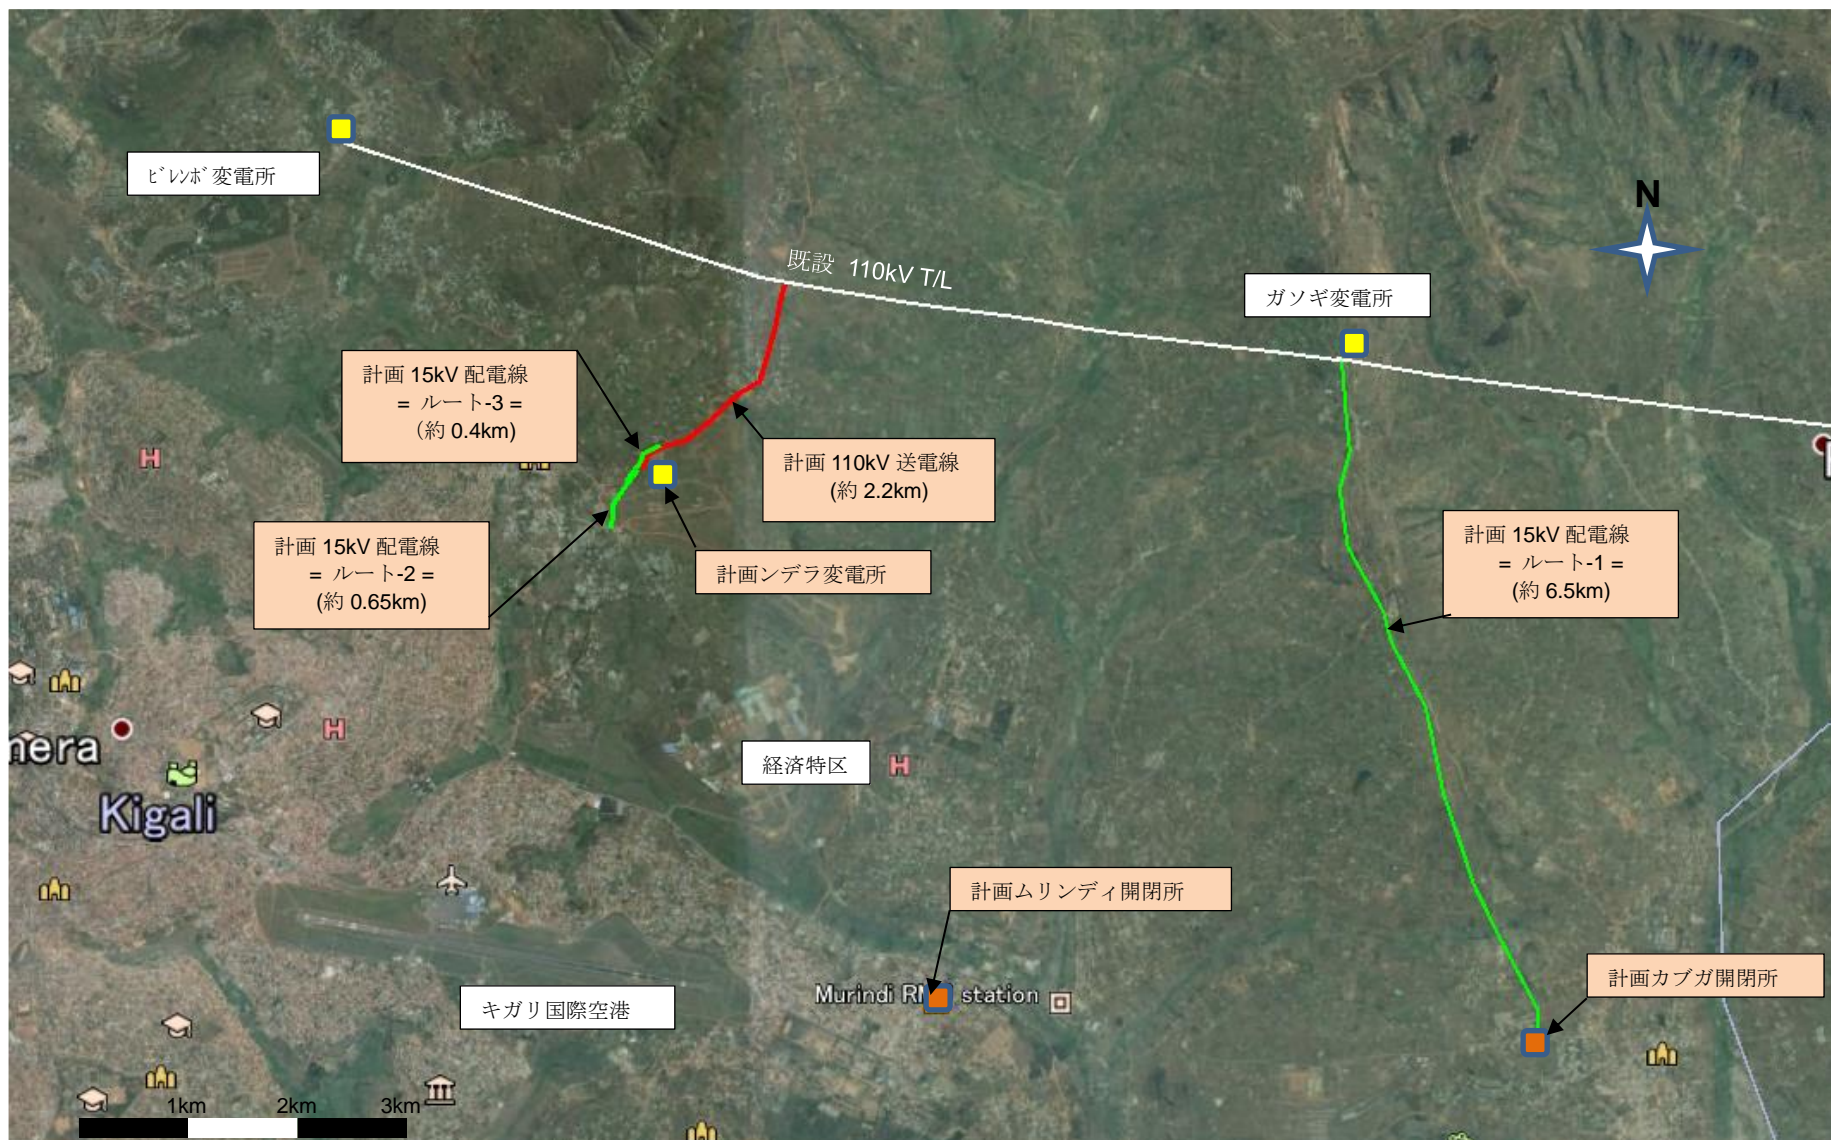 ﾋﾞﾚﾝﾎﾞ変電所
N
既設 110kV T/L
ガソギ変電所
計画 15kV 配電線
= ルート-3 =
(約 0.4km)
計画 110kV 送電線
(約 2.2km)
計画 15kV 配電線
= ルート-2 =
(約 0.65km)
計画ンデラ変電所
計画 15kV 配電線
= ルート-1 =
(約 6.5km)
H
H
mera
Kigali
経済特区
H
計画ムリンディ開閉所
計画カブガ開閉所
キガリ国際空港
Murindi station
1km 2km 3km